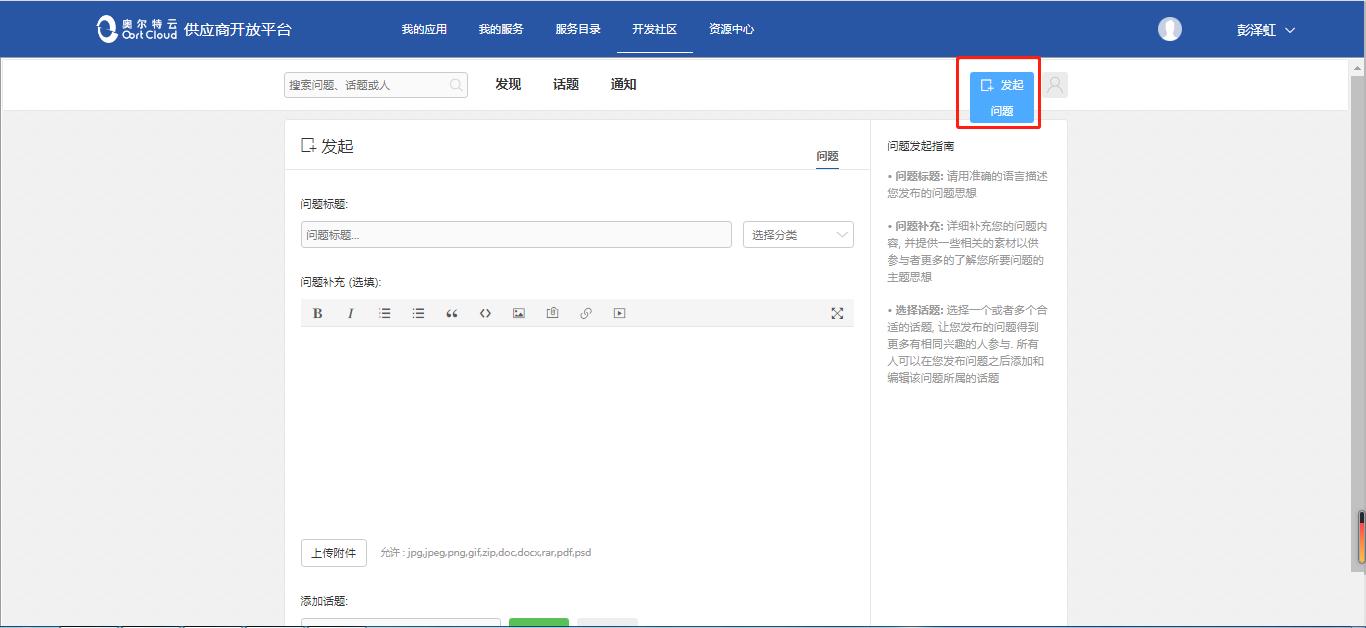 奥尔特云
Oort Cloud
供应商开放平台
我的应用
我的服务
服务目录
开发社区
资源中心
彭泽虹
搜索问题、话题或人
发现
话题
通知
发起
问题
发起
问题
问题标题:
问题标题...
选择分类
问题补充 (选填):
B I
上传附件
允许 : jpg,jpeg,png,gif,zip,doc,docx,rar,pdf,psd
添加话题:
问题发起指南
• 问题标题: 请用准确的语言描述
您发布的问题思想
• 问题补充: 详细补充您的问题内
容, 并提供一些相关的素材以供
参与者更多的了解您所要问题的
主题思想
• 选择话题: 选择一个或者多个合
适的话题, 让您发布的问题得到
更多有相同兴趣的人参与. 所有
人可以在您发布问题之后添加和
编辑该问题所属的话题